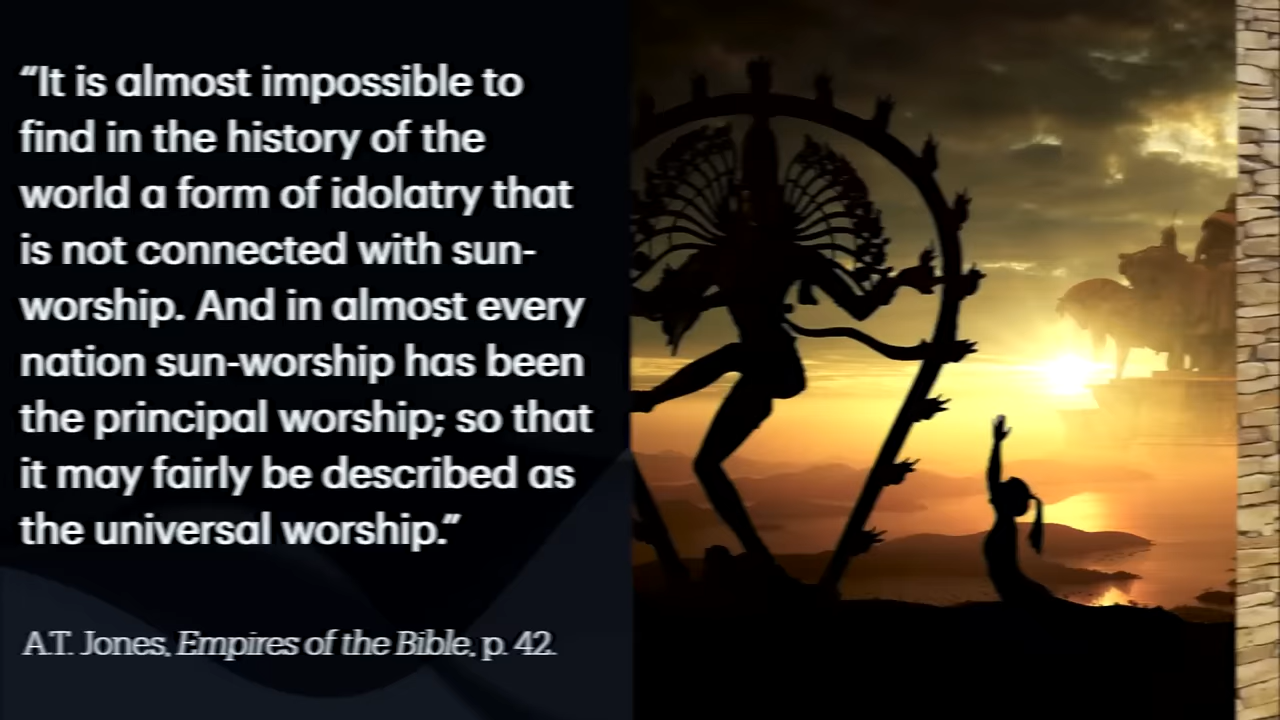 “It is almost impossible to
find in the history of the
world a form of idolatry that
is not connected with sun-
worship. And in almost every
nation sun-worship has been
the principal worship; so that
it may fairly be described as
the universal worship.”
A.T. Jones, Empires of the Bible, p. 42.